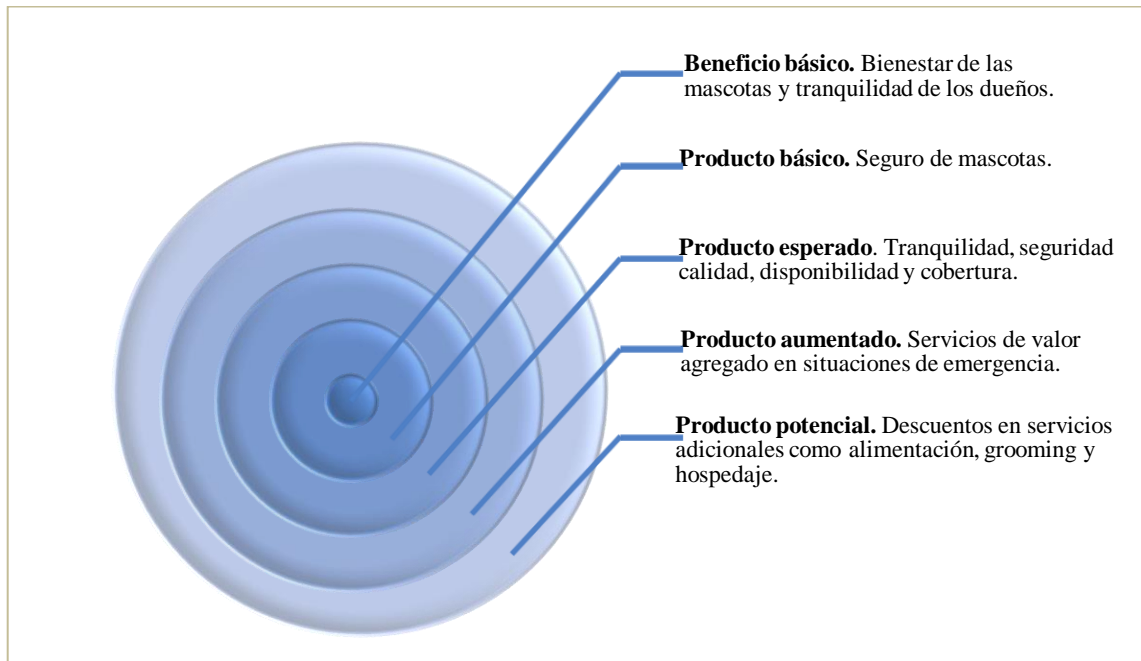 Beneficio básico. Bienestar de las
mascotas y tranquilidad de los dueños.
Producto básico. Seguro de mascotas.
Producto esperado. Tranquilidad, seguridad
calidad, disponibilidad y cobertura.
Producto aumentado. Servicios de valor
agregado en situaciones de emergencia.
Producto potencial. Descuentos en servicios
adicionales como alimentación, grooming y
hospedaje.